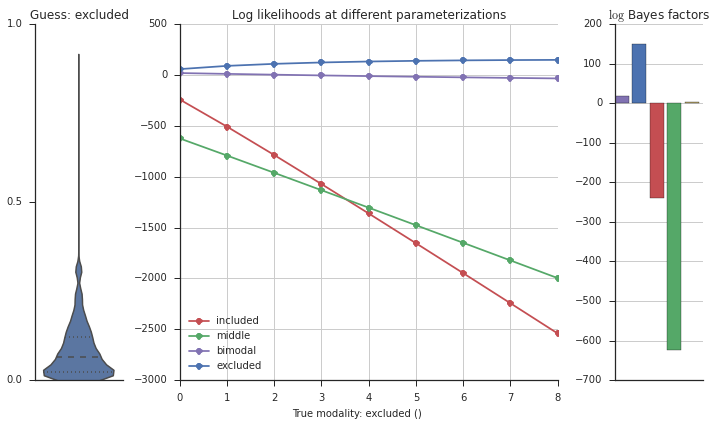 Guess: excluded
1.0
0.5
0.0
Log likelihoods at different parameterizations
500
0
−500
−1000
−1500
−2000
−2500
−3000
included
middle
bimodal
excluded
0 1 2 3 4 5 6 7 8
True modality: excluded ()
log Bayes factors
200
100
0
−100
−200
−300
−400
−500
−600
−700